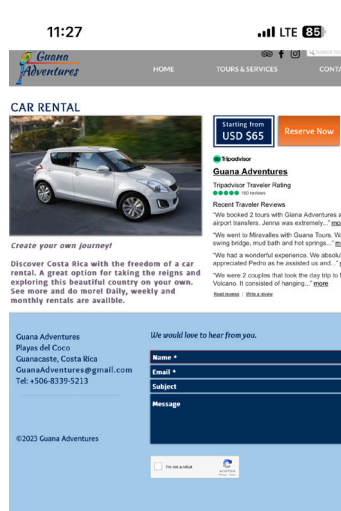 11:27
LTE 85
Guana
Adventures
HOME
TOURS & SERVICES
CONTA
CAR RENTAL
Starting from
USD $65
Reserve Now
Tripadvisor
Guana Adventures
Tripadvisor Traveler Rating
160 reviews
Recent Traveler Reviews
"We booked 2 tours with Giana Adventures a
airport transfers. Jenna was extremely..." mo
"We went to Miravalles with Guana Tours. W
swing bridge, mud bath and hot springs..." m
"We had a wonderful experience. We absolu
appreciated Pedro as he assisted us and..."
"We were 2 couples that took the day trip to
Volcano. It consisted of hanging..." more
Read reviews | Write a review
Create your own journey!
Discover Costa Rica with the freedom of a car
rental. A great option for taking the reigns and
exploring this beautiful country on your own.
See more and do more! Daily, weekly and
monthly rentals are availble.
Guana Adventures
Playas del Coco
Guanacaste, Costa Rica
GuanaAdventures@gmail.com
Tel: +506-8339-5213
©2023 Guana Adventures
We would love to hear from you.
Name *
Email *
Subject
Message
I'm not a robot
reCAPTCHA